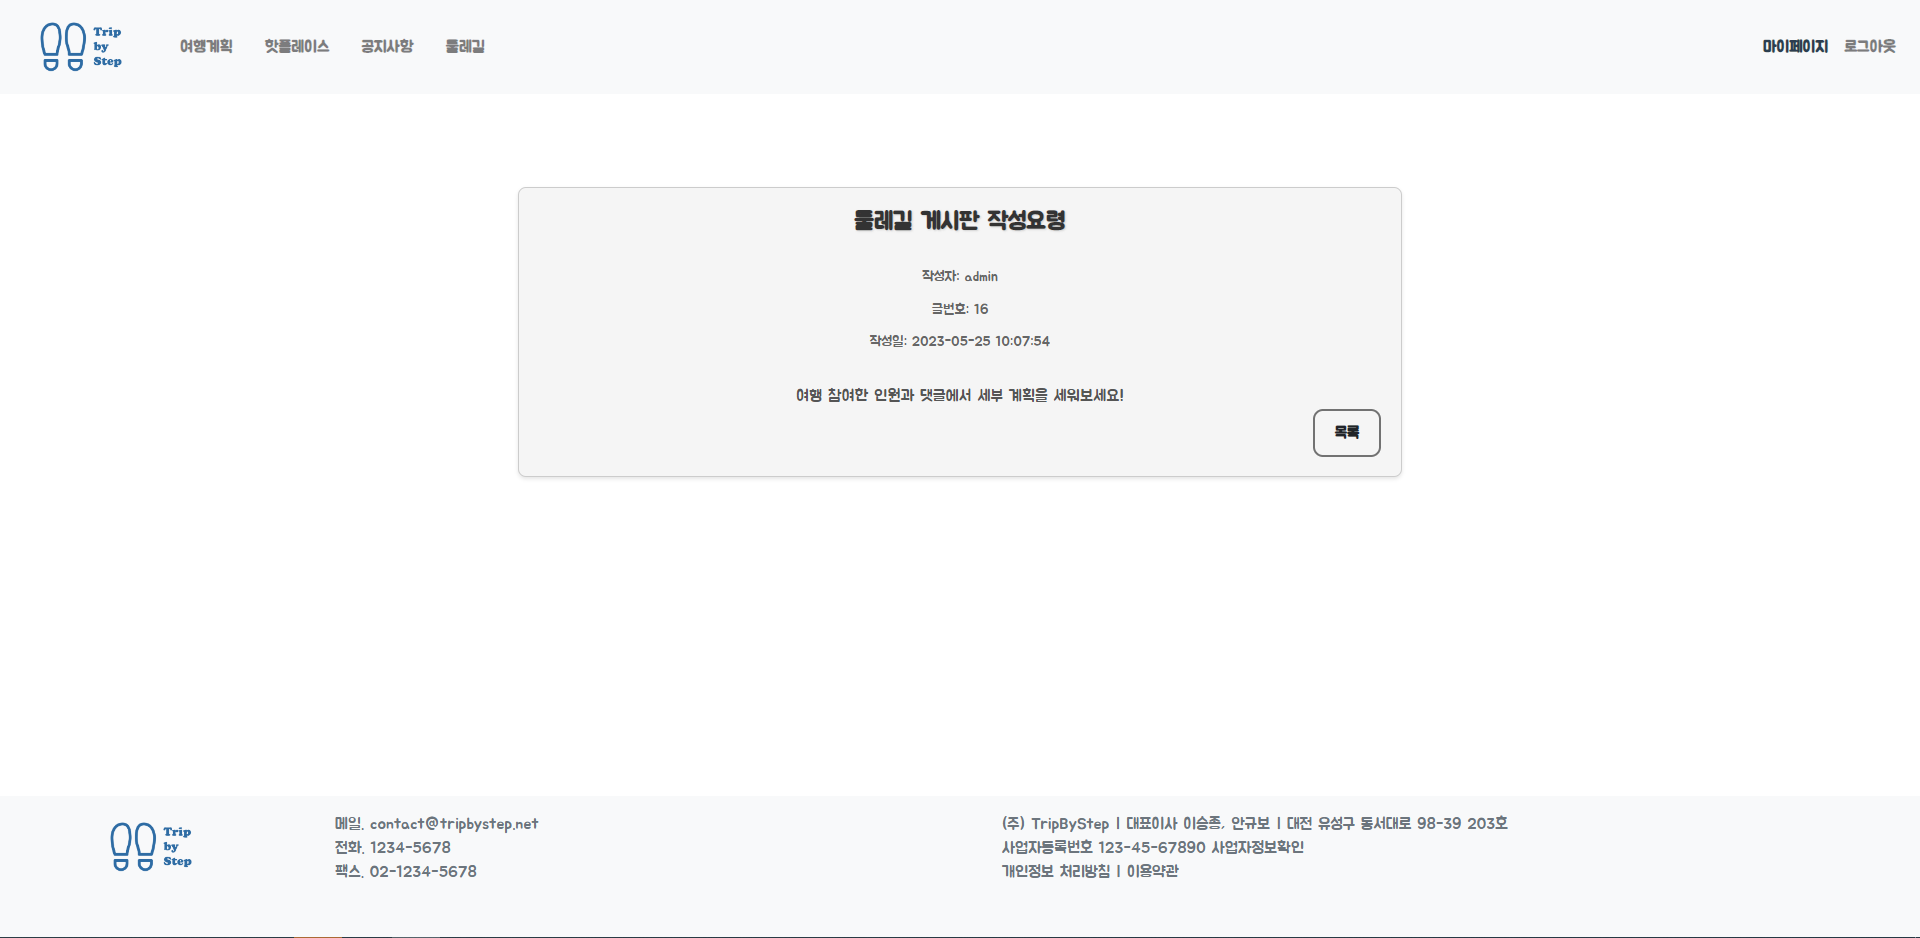 Trip
by
Step
여행계획 핫플레이스 공지사항 둘레길
마이페이지 로그아웃
둘레길 게시판 작성요령
작성자: admin
글번호: 16
작성일: 2023-05-25 10:07:54
여행 참여한 인원과 댓글에서 세부 계획을 세워보세요!
목록
Trip
by
Step
메일. contact@tripbystep.net
전화. 1234-5678
팩스. 02-1234-5678
(주) TripByStep | 대표이사 이승종, 안규보 | 대전 유성구 동서대로 98-39 203호
사업자등록번호 123-45-67890 사업자정보확인
개인정보 처리방침 | 이용약관